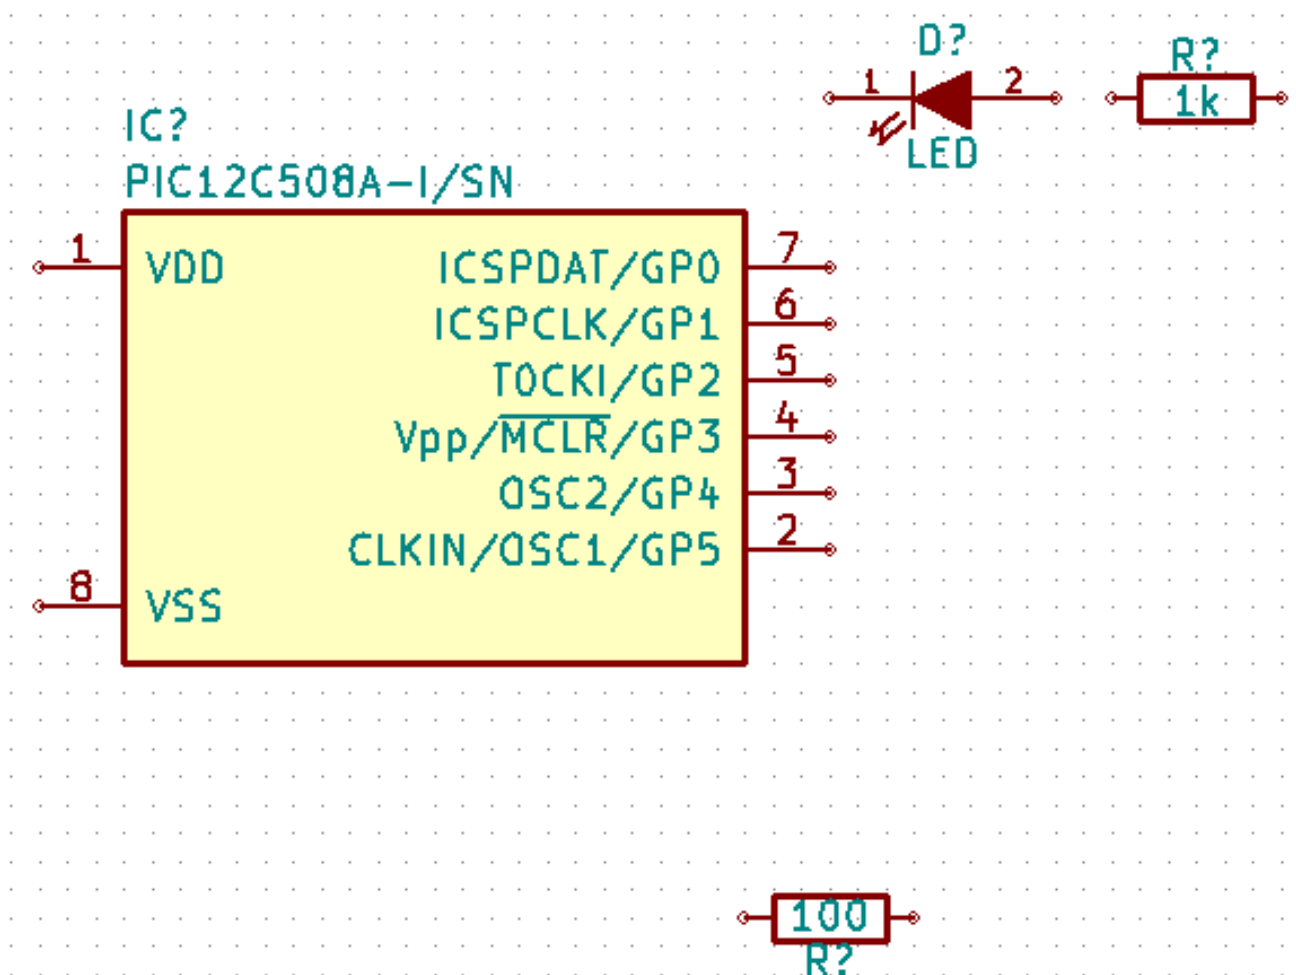 D?
1 2
LED
R?
1k
IC?
PIC12C508A-I/SN
1 VDD
ICSPDAT/GP0 7
ICSPCLK/GP1 6
T0CKI/GP2 5
Vpp/MCLR/GP3 4
OSC2/GP4 3
CLKIN/OSC1/GP5 2
8 VSS
100
R?